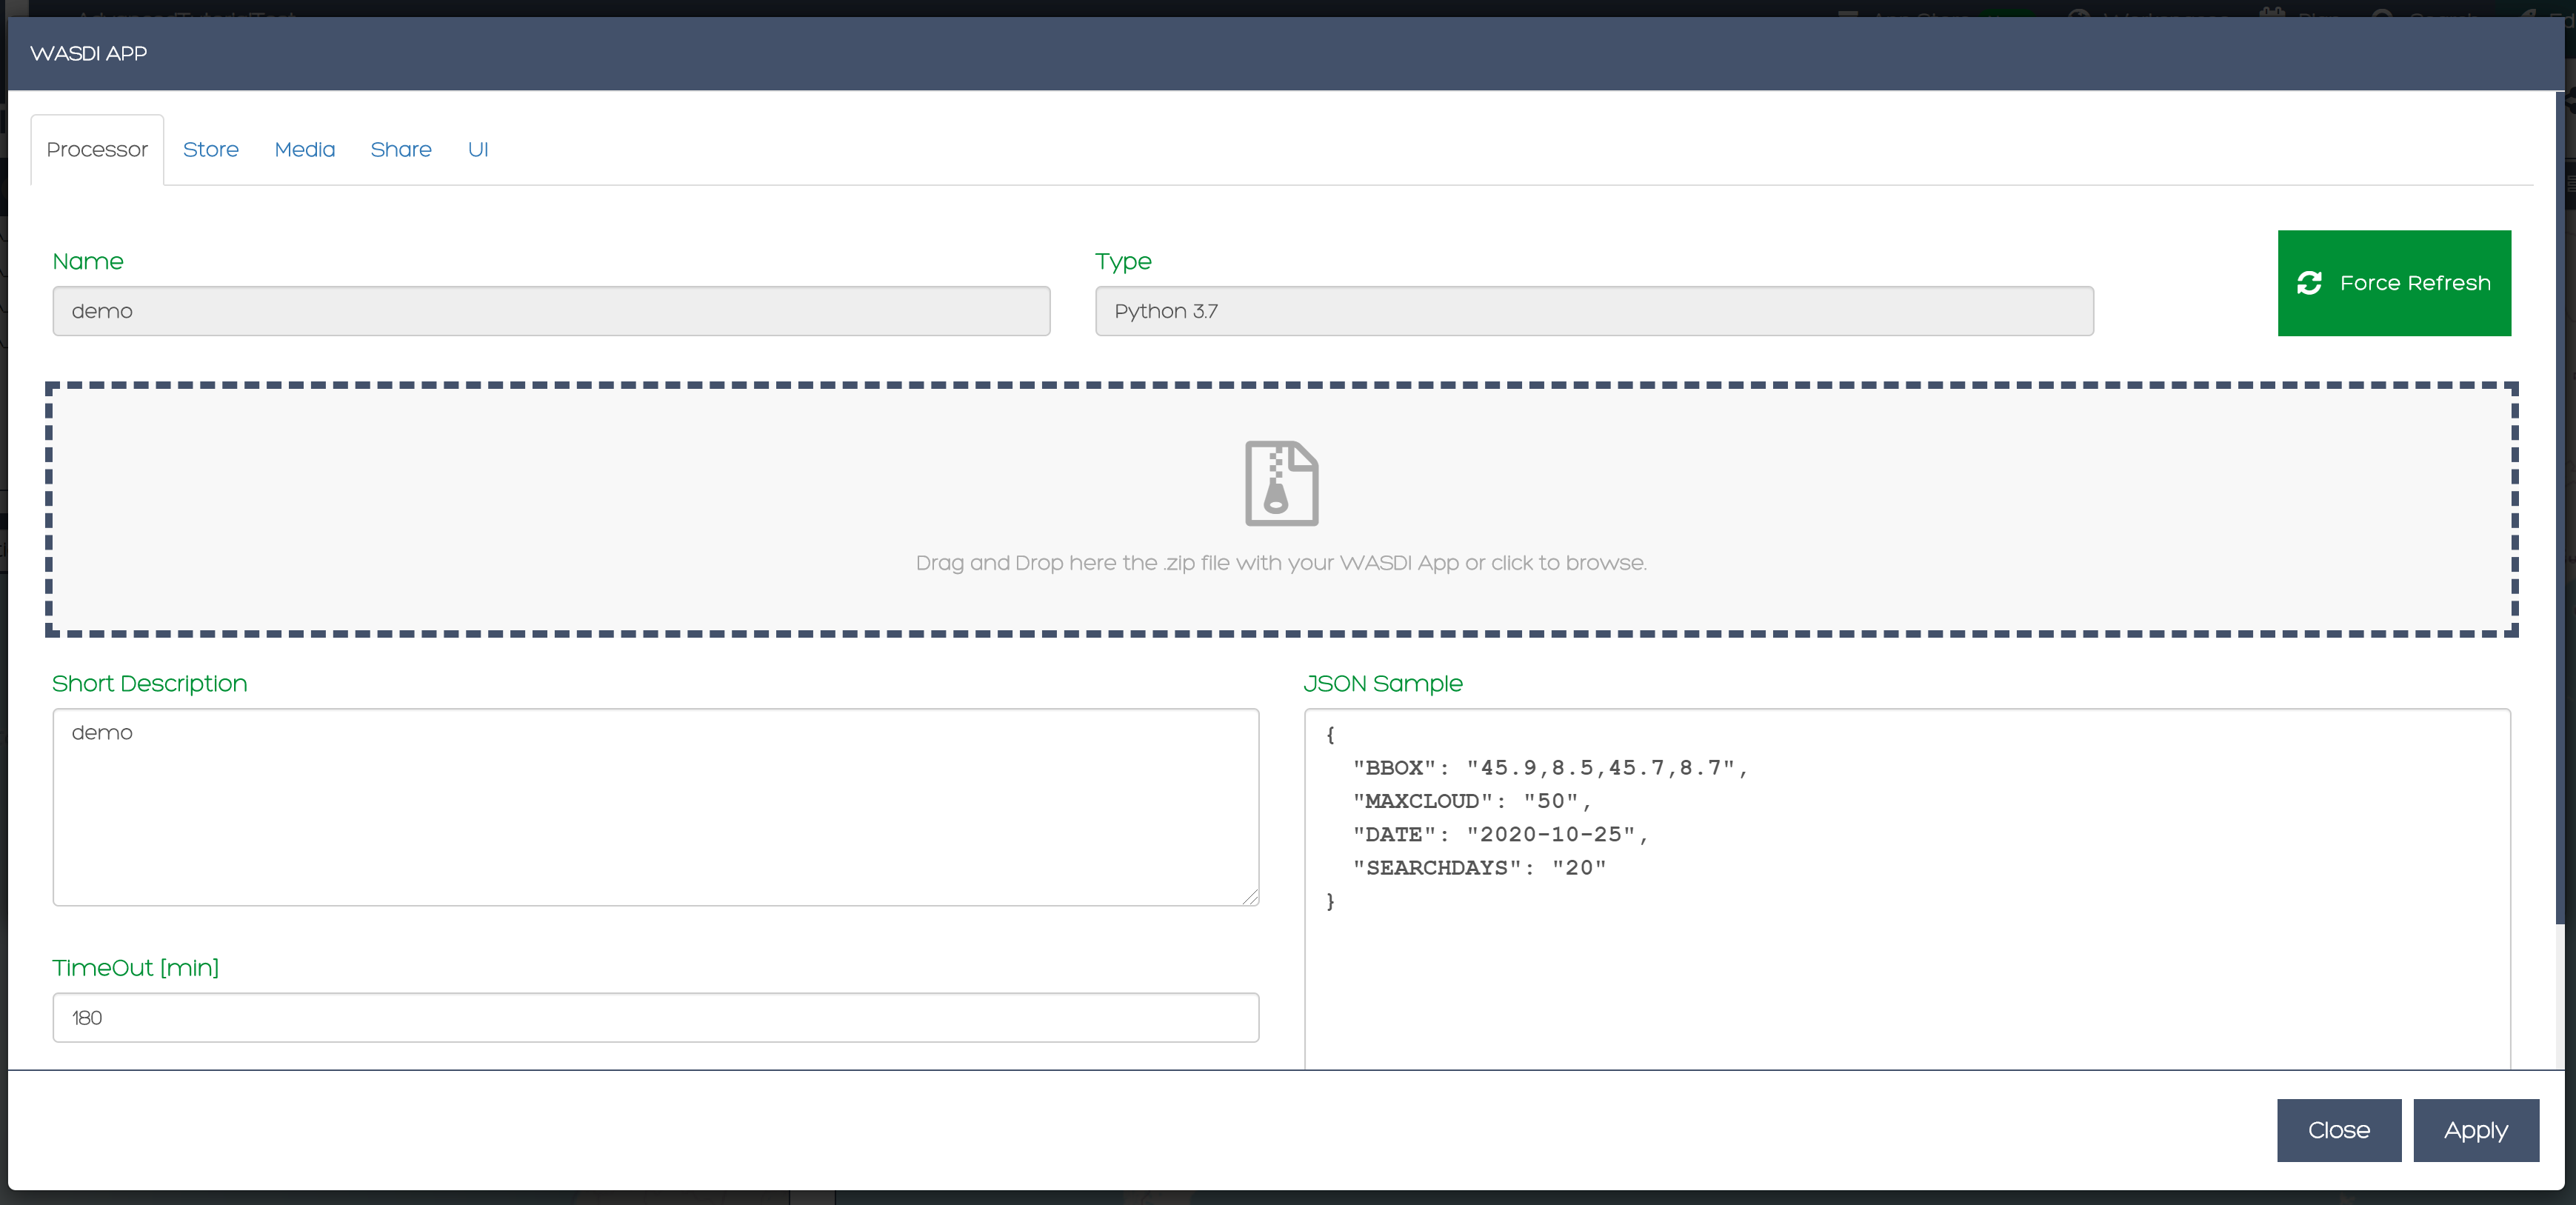 WASDI APP
Processor Store Media Share UI
Name
demo
Type
Python 3.7
Force Refresh
Drag and Drop here the .zip file with your WASDI App or click to browse.
Short Description
demo
JSON Sample
{
"BBOX": "45.9,8.5,45.7,8.7",
"MAXCLOUD": "50",
"DATE": "2020-10-25",
"SEARCHDAYS": "20"
}
TimeOut [min]
180
Close Apply